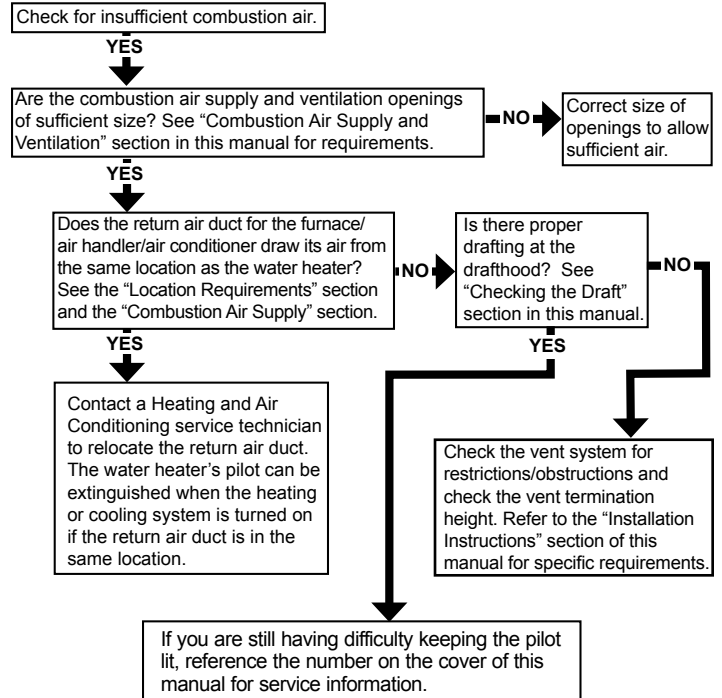 Check for insufficient combustion air.
YES
Are the combustion air supply and ventilation openings
of sufficient size? See “Combustion Air Supply and
Ventilation” section in this manual for requirements.
NO
Correct size of
openings to allow
sufficient air.
YES
Does the return air duct for the furnace/
air handler/air conditioner draw its air from
the same location as the water heater?
See the “Location Requirements” section
and the “Combustion Air Supply” section.
NO
Is there proper
drafting at the
drafthood? See
“Checking the Draft”
section in this manual.
NO
YES
YES
Contact a Heating and Air
Conditioning service technician
to relocate the return air duct.
The water heater’s pilot can be
extinguished when the heating
or cooling system is turned on
if the return air duct is in the
same location.
Check the vent system for
restrictions/obstructions and
check the vent termination
height. Refer to the “Installation
Instructions” section of this
manual for specific requirements.
If you are still having difficulty keeping the pilot
lit, reference the number on the cover of this
manual for service information.